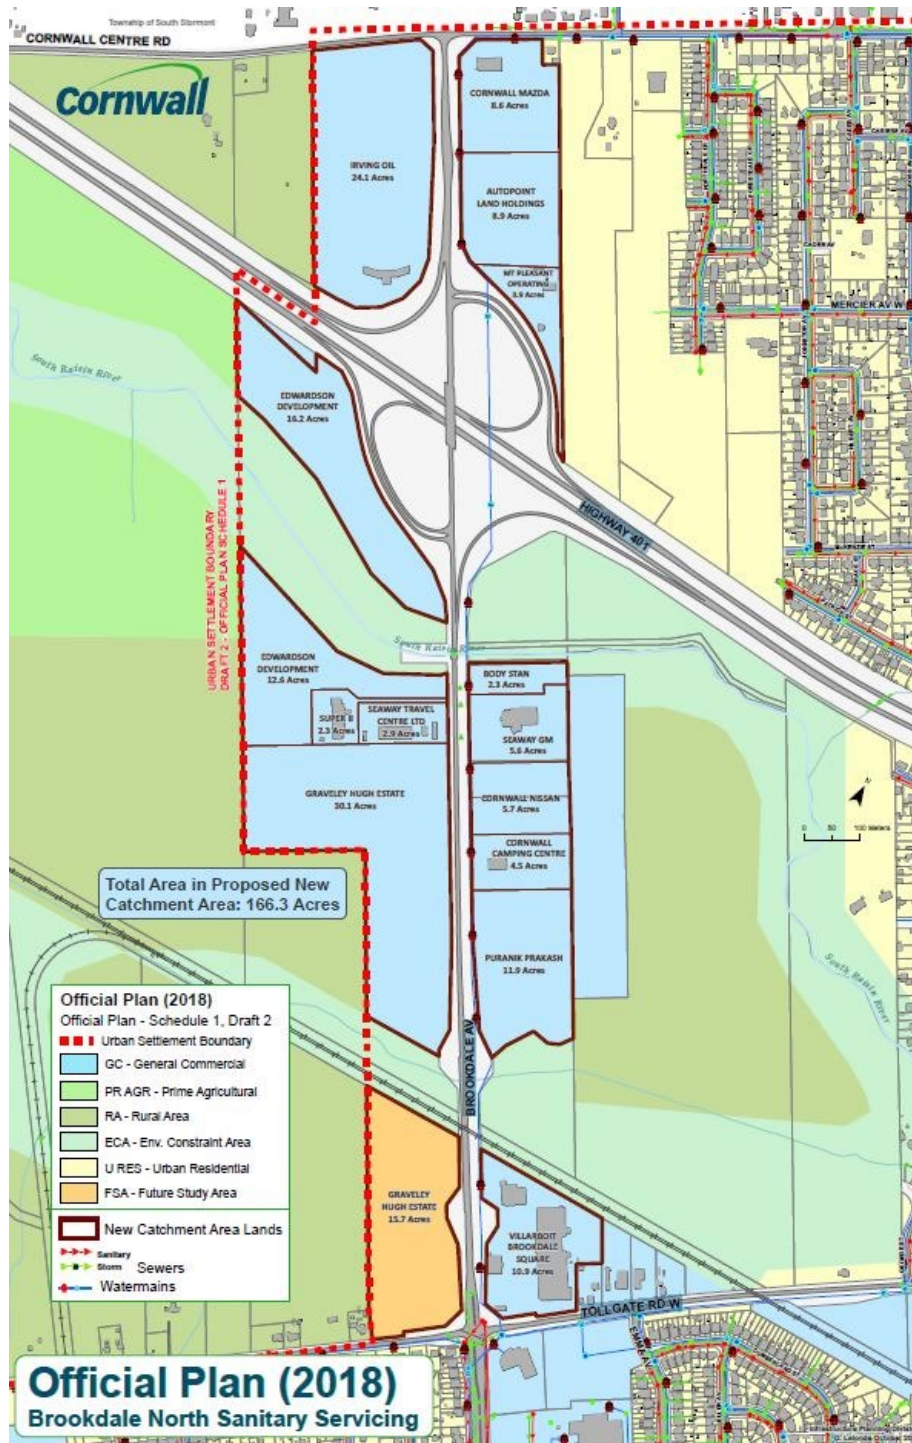 Township of South Stormont
CORNWALL CENTRE RD
Cornwall
CORNWALL MAZDA
8.6 Acres
IRVING OIL
24.1 Acres
AUTOPOINT
LAND HOLDINGS
8.9 Acres
MT PLEASANT
OPERATING
3.9 Acres
MERCIER AV W
South Raisin River
EDWARDSON
DEVELOPMENT
16.2 Acres
HIGHWAY 401
URBAN SETTLEMENT BOUNDARY
DRAFT 2 - OFFICIAL PLAN SCHEDULE 1
South Raisin River
EDWARDSON
DEVELOPMENT
12.6 Acres
BODY STAN
2.3 Acres
SUPER 8
2.3 Acres
SEAWAY TRAVEL
CENTRE LTD
2.9 Acres
SEAWAY GM
5.6 Acres
GRAVELEY HUGH ESTATE
30.1 Acres
CORNWALL NISSAN
5.7 Acres
N
0 50 100 Meters
CORNWALL
CAMPING CENTRE
4.5 Acres
Total Area in Proposed New
Catchment Area: 166.3 Acres
PURANIK PRAKASH
11.9 Acres
South Raisin River
BROOKDALE AV
Official Plan (2018)
Official Plan - Schedule 1, Draft 2
Urban Settlement Boundary
GC - General Commercial
PR AGR - Prime Agricultural
RA - Rural Area
ECA - Env. Constraint Area
U RES - Urban Residential
FSA - Future Study Area
New Catchment Area Lands
Sanitary
Storm Sewers
Watermains
GRAVELEY
HUGH ESTATE
15.7 Acres
VILLARBOIT
BROOKDALE
SQUARE
10.9 Acres
TOLLGATE RD W
EMMA AV
Official Plan (2018)
Brookdale North Sanitary Servicing